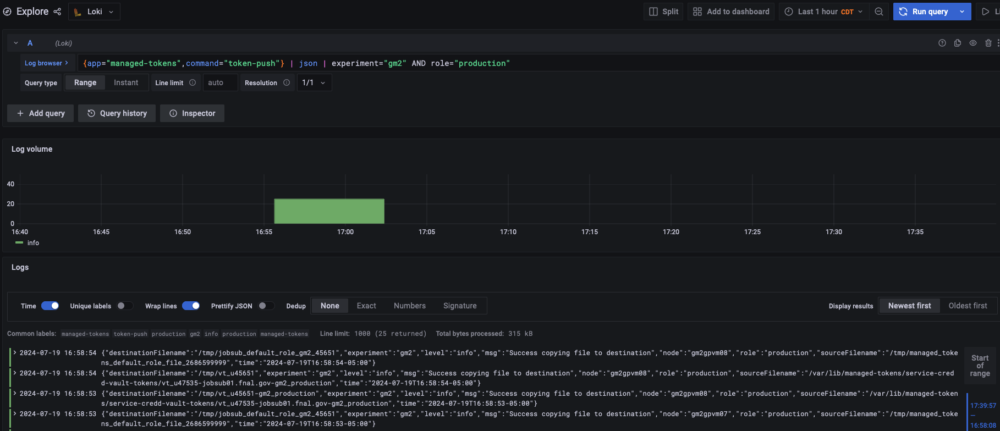 Explore Loki Split Add to dashboard Last 1 hour CDT Run query
A (Loki)
Log browser {app="managed-tokens",command="token-push"} | json | experiment="gm2" AND role="production"
Query type Range Instant Line limit auto Resolution 1/1
+ Add query Query history Inspector
Log volume
40
20
0
16:40 16:45 16:50 16:55 17:00 17:05 17:10 17:15 17:20 17:25 17:30 17:35
info
Logs
Time Unique labels Wrap lines Prettify JSON Dedup None Exact Numbers Signature Display results Newest first Oldest first
Common labels: managed-tokens token-push production gm2 info production managed-tokens Line limit: 1000 (25 returned) Total bytes processed: 315 kB
2024-07-19 16:58:54 {"destinationFilename":"/tmp/jobsub_default_role_gm2_45651","experiment":"gm2","level":"info","msg":"Success copying file to destination","node":"gm2gpvm08","role":"production","sourceFilename":"/tmp/managed_toke
ns_default_role_file_2686599999","time":"2024-07-19T16:58:54-05:00"}
2024-07-19 16:58:54 {"destinationFilename":"/tmp/vt_u45651","experiment":"gm2","level":"info","msg":"Success copying file to destination","node":"gm2gpvm08","role":"production","sourceFilename":"/var/lib/managed-tokens/service-cred
d-vault-tokens/vt_u47535-jobsub01.fnal.gov-gm2_production","time":"2024-07-19T16:58:54-05:00"}
2024-07-19 16:58:53 {"destinationFilename":"/tmp/vt_u45651-gm2_production","experiment":"gm2","level":"info","msg":"Success copying file to destination","node":"gm2gpvm08","role":"production","sourceFilename":"/var/lib/managed-token
s/service-credd-vault-tokens/vt_u47535-jobsub01.fnal.gov-gm2_production","time":"2024-07-19T16:58:53-05:00"}
2024-07-19 16:58:53 {"destinationFilename":"/tmp/jobsub_default_role_gm2_45651","experiment":"gm2","level":"info","msg":"Success copying file to destination","node":"gm2gpvm07","role":"production","sourceFilename":"/tmp/managed_toke
ns_default_role_file_2686599999","time":"2024-07-19T16:58:53-05:00"}
Start
of
range
17:39:57
—
16:58:08